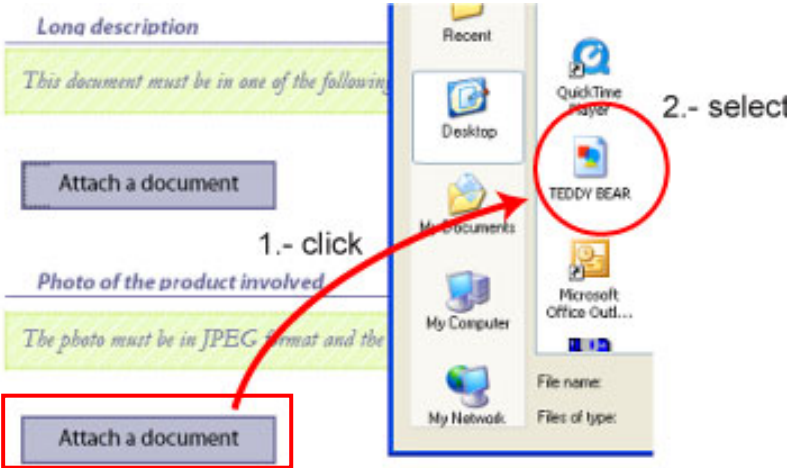 Long description
This document must be in one of the following
Attach a document
1.- click
Photo of the product involved
The photo must be in JPEG format and the
Attach a document
Recent
Desktop
My Documents
My Computer
My Network
QuickTime
Player
2.- select
TEDDY BEAR
Microsoft
Office Outl...
File name:
Files of type: